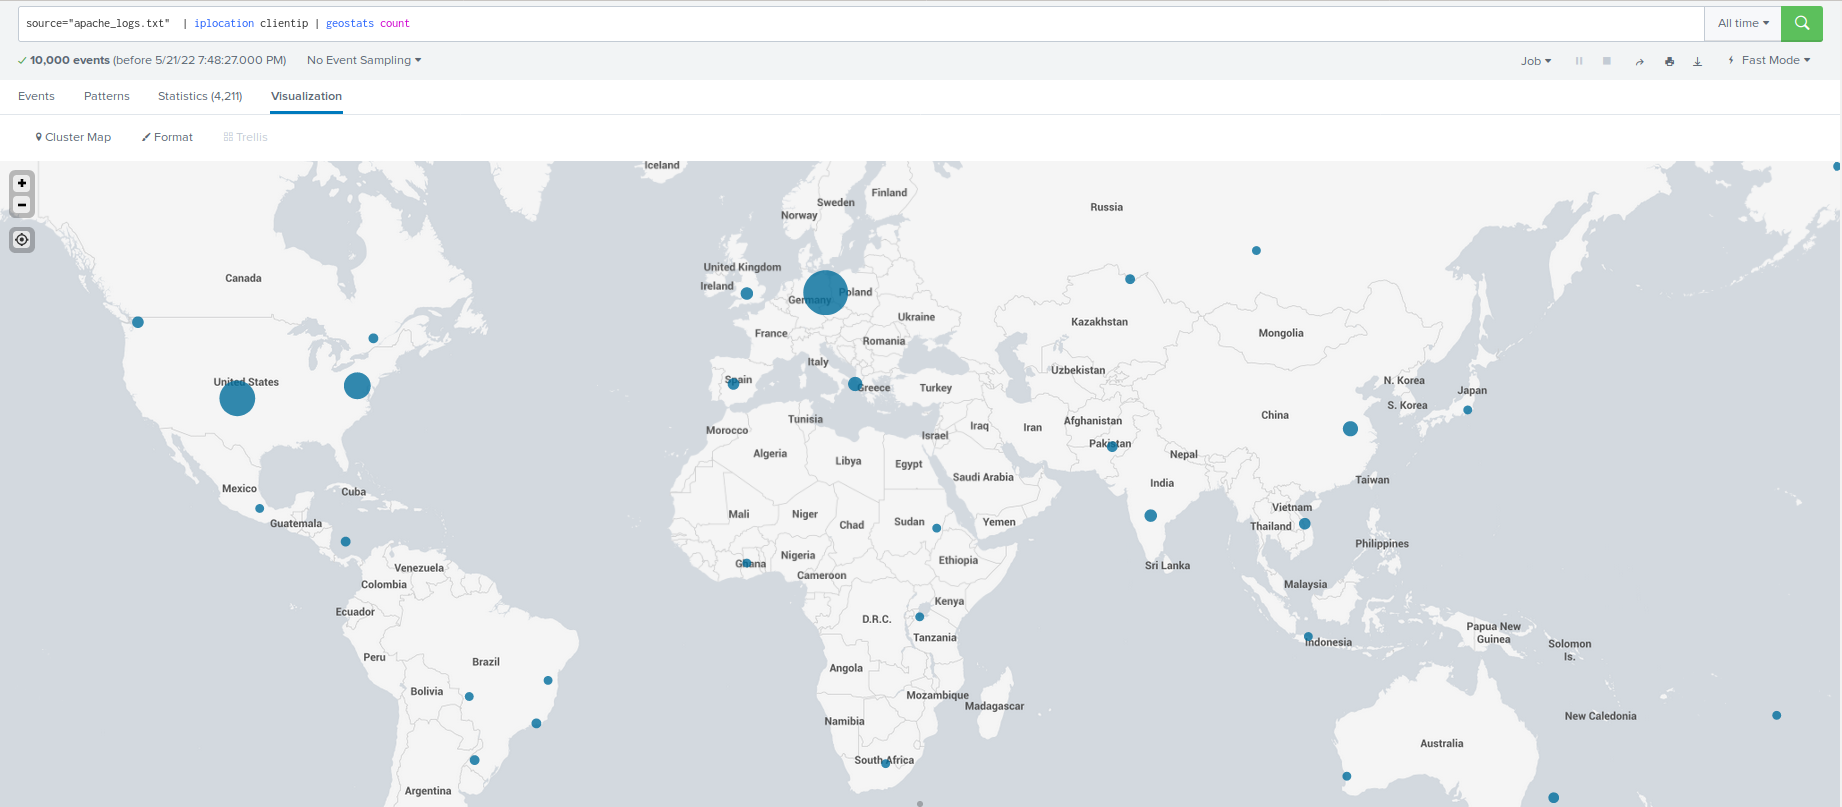 source="apache_logs.txt" | iplocation clientip | geostats count
All time
10,000 events (before 5/21/22 7:48:27.000 PM)
No Event Sampling
Job
Fast Mode
Events
Patterns
Statistics (4,211)
Visualization
Cluster Map
Format
Trellis
+
−
Iceland
Finland
Sweden
Norway
Russia
United Kingdom
Canada
Ireland
Poland
Germany
Ukraine
Kazakhstan
France
Mongolia
Romania
Italy
Uzbekistan
Spain
N. Korea
United States
Greece
Turkey
Japan
S. Korea
China
Tunisia
Afghanistan
Iraq
Iran
Morocco
Israel
Pakistan
Algeria
Nepal
Libya
Egypt
Saudi Arabia
Taiwan
India
Mexico
Cuba
Vietnam
Mali
Niger
Guatemala
Chad
Sudan
Yemen
Thailand
Philippines
Nigeria
Ethiopia
Ghana
Sri Lanka
Venezuela
Cameroon
Colombia
Malaysia
Kenya
Ecuador
D.R.C.
Papua New
Guinea
Tanzania
Indonesia
Solomon
Is.
Peru
Brazil
Angola
Bolivia
Mozambique
Madagascar
New Caledonia
Namibia
Australia
South Africa
Argentina